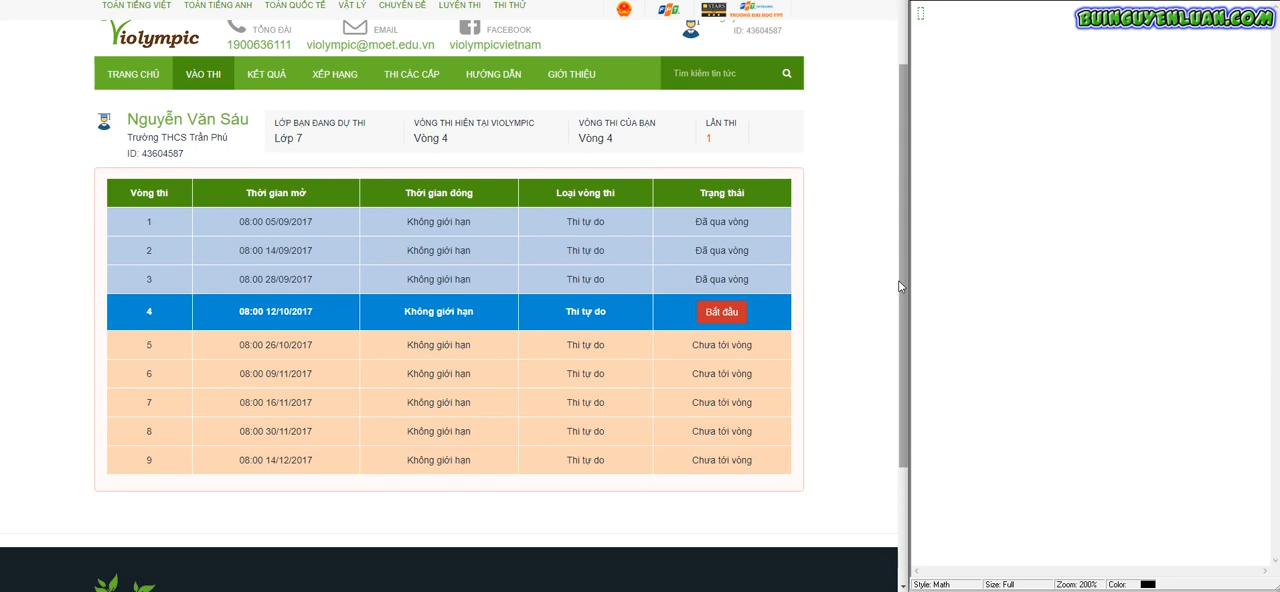 TOÁN TIẾNG VIỆT TOÁN TIẾNG ANH TOÁN QUỐC TẾ VẬT LÝ CHUYÊN ĐỀ LUYỆN THI THI THỬ
FPT STARS FPT TRƯỜNG ĐẠI HỌC FPT
BUINGUYENLUAN.COM
Violympic
TỔNG ĐÀI
1900636111
EMAIL
violympic@moet.edu.vn
FACEBOOK
violympicvietnam
ID: 43604587
TRANG CHỦ VÀO THI KẾT QUẢ XẾP HẠNG THI CÁC CẤP HƯỚNG DẪN GIỚI THIỆU Tìm kiếm tin tức
Nguyễn Văn Sáu
Trường THCS Trần Phú
ID: 43604587
LỚP BẠN ĐANG DỰ THI VÒNG THI HIỆN TẠI VIOLYMPIC VÒNG THI CỦA BẠN LẦN THI
Lớp 7 Vòng 4 Vòng 4 1
Vòng thi Thời gian mở Thời gian đóng Loại vòng thi Trạng thái
1 08:00 05/09/2017 Không giới hạn Thi tự do Đã qua vòng
2 08:00 14/09/2017 Không giới hạn Thi tự do Đã qua vòng
3 08:00 28/09/2017 Không giới hạn Thi tự do Đã qua vòng
4 08:00 12/10/2017 Không giới hạn Thi tự do Bắt đầu
5 08:00 26/10/2017 Không giới hạn Thi tự do Chưa tới vòng
6 08:00 09/11/2017 Không giới hạn Thi tự do Chưa tới vòng
7 08:00 16/11/2017 Không giới hạn Thi tự do Chưa tới vòng
8 08:00 30/11/2017 Không giới hạn Thi tự do Chưa tới vòng
9 08:00 14/12/2017 Không giới hạn Thi tự do Chưa tới vòng
Style: Math Size: Full Zoom: 200% Color: